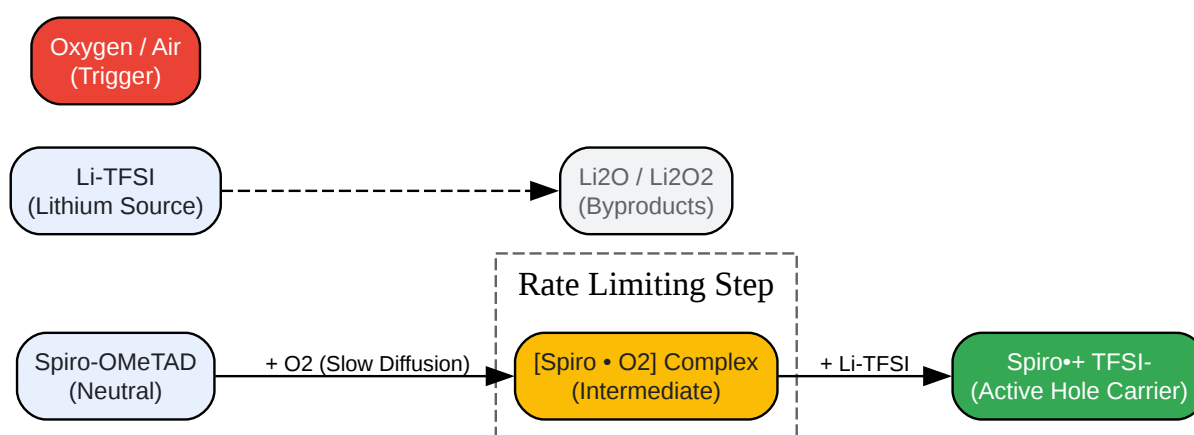 Oxygen / Air
(Trigger)
Li-TFSI
(Lithium Source)
Li2O / Li2O2
(Byproducts)
Rate Limiting Step
Spiro-OMeTAD
(Neutral)
+ O2 (Slow Diffusion)
[Spiro • O2] Complex
(Intermediate)
+ Li-TFSI
Spiro•+ TFSI-
(Active Hole Carrier)